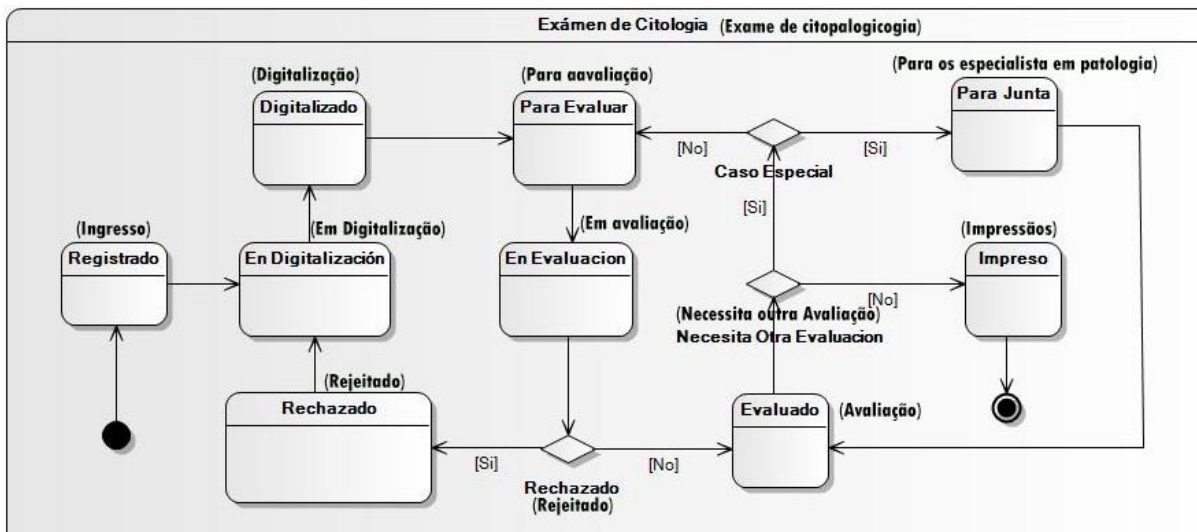 Exámen de Citologia (Exame de citopalogicogia)
(Digitalização)
Digitalizado
(Para aavaliação)
Para Evaluar
(Para os especialista em patologia)
Para Junta
[No]
[Si]
Caso Especial
[Si]
(Ingresso)
Registrado
(Em Digitalização)
En Digitalización
(Em avaliação)
En Evaluacion
(Impressãos)
Impreso
[No]
(Necessita outra Avaliação)
Necesita Otra Evaluacion
(Rejeitado)
Rechazado
Evaluado
(Avaliação)
[Si]
[No]
Rechazado
(Rejeitado)